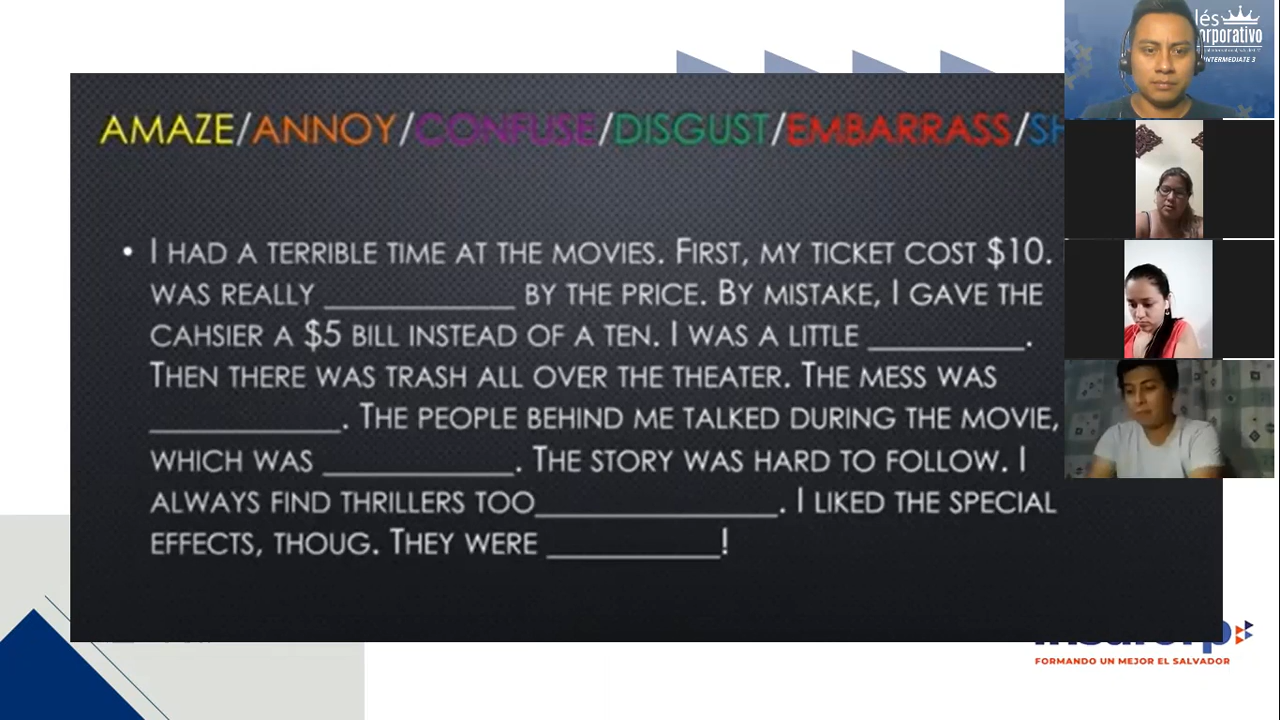 AMAZE/ANNOY/CONFUSE/DISGUST/EMBARRASS/SH
• I HAD A TERRIBLE TIME AT THE MOVIES. FIRST, MY TICKET COST $10.
WAS REALLY ____________ BY THE PRICE. BY MISTAKE, I GAVE THE
CAHSIER A $5 BILL INSTEAD OF A TEN. I WAS A LITTLE __________.
THEN THERE WAS TRASH ALL OVER THE THEATER. THE MESS WAS
____________. THE PEOPLE BEHIND ME TALKED DURING THE MOVIE,
WHICH WAS ____________. THE STORY WAS HARD TO FOLLOW. I
ALWAYS FIND THRILLERS TOO_______________. I LIKED THE SPECIAL
EFFECTS, THOUG. THEY WERE ___________!
INTERMEDIATE 3
FORMANDO UN MEJOR EL SALVADOR